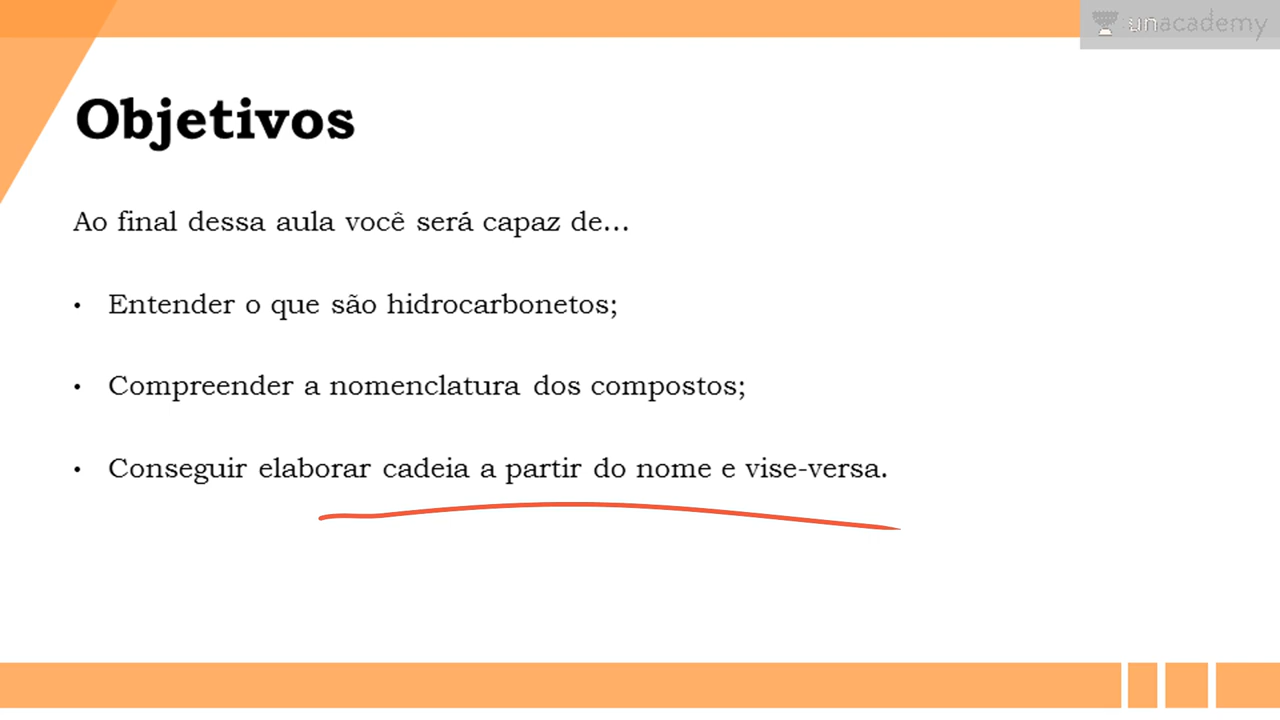 unacademy
Objetivos
Ao final dessa aula você será capaz de...
• Entender o que são hidrocarbonetos;
• Compreender a nomenclatura dos compostos;
• Conseguir elaborar cadeia a partir do nome e vise-versa.